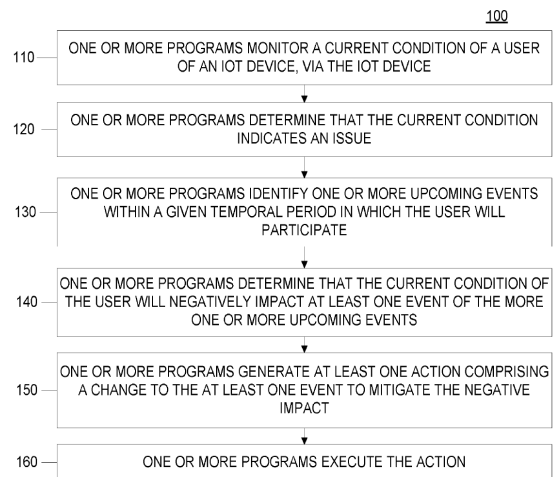 100
110
ONE OR MORE PROGRAMS MONITOR A CURRENT CONDITION OF A USER
OF AN IOT DEVICE, VIA THE IOT DEVICE
120
ONE OR MORE PROGRAMS DETERMINE THAT THE CURRENT CONDITION
INDICATES AN ISSUE
130
ONE OR MORE PROGRAMS IDENTIFY ONE OR MORE UPCOMING EVENTS
WITHIN A GIVEN TEMPORAL PERIOD IN WHICH THE USER WILL
PARTICIPATE
140
ONE OR MORE PROGRAMS DETERMINE THAT THE CURRENT CONDITION OF
THE USER WILL NEGATIVELY IMPACT AT LEAST ONE EVENT OF THE MORE
ONE OR MORE UPCOMING EVENTS
150
ONE OR MORE PROGRAMS GENERATE AT LEAST ONE ACTION COMPRISING
A CHANGE TO THE AT LEAST ONE EVENT TO MITIGATE THE NEGATIVE
IMPACT
160
ONE OR MORE PROGRAMS EXECUTE THE ACTION